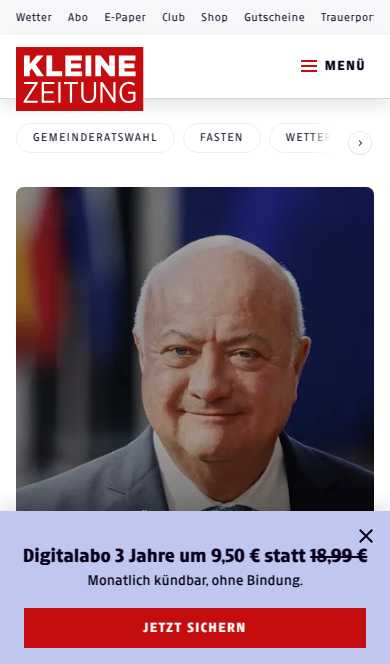 Wetter Abo E-Paper Club Shop Gutscheine Trauerpor
KLEINE
ZEITUNG
MENÜ
GEMEINDERATSWAHL FASTEN WETTER
Digitalabo 3 Jahre um 9,50 € statt 18,99 €
Monatlich kündbar, ohne Bindung.
JETZT SICHERN